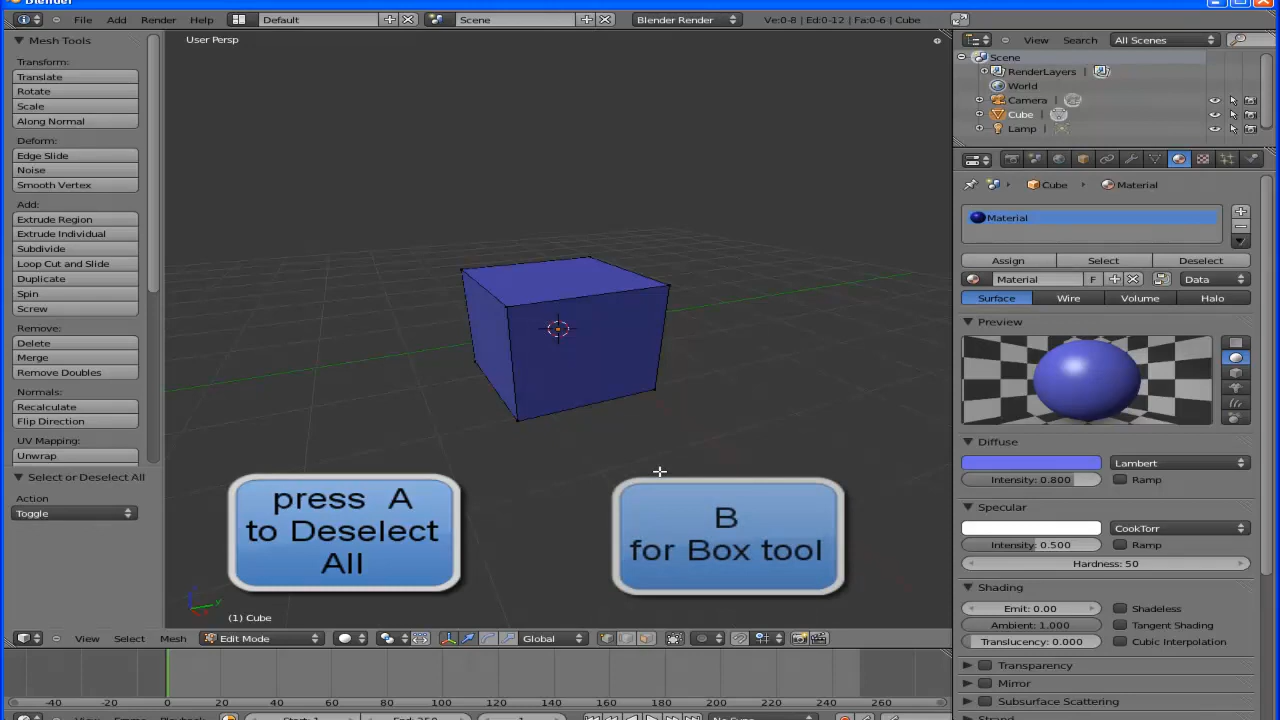 Blender
File Add Render Help Default Scene Blender Render Ve:0-8 | Ed:0-12 | Fa:0-6 | Cube
Mesh Tools
Transform:
Translate
Rotate
Scale
Along Normal
Deform:
Edge Slide
Noise
Smooth Vertex
Add:
Extrude Region
Extrude Individual
Subdivide
Loop Cut and Slide
Duplicate
Spin
Screw
Remove:
Delete
Merge
Remove Doubles
Normals:
Recalculate
Flip Direction
UV Mapping:
Unwrap
Select or Deselect All
Action
Toggle
User Persp
press A
to Deselect
All
B
for Box tool
y
(1) Cube
View Select Mesh Edit Mode Global
-40 -20 0 20 40 60 80 100 120 140 160 180 200 220 240 260
View Search All Scenes
Scene
RenderLayers |
World
Camera |
Cube |
Lamp |
Cube Material
Material
Assign Select Deselect
Material F Data
Surface Wire Volume Halo
Preview
Diffuse
Lambert
Intensity: 0.800 Ramp
Specular
CookTorr
Intensity: 0.500 Ramp
Hardness: 50
Shading
Emit: 0.00 Shadeless
Ambient: 1.000 Tangent Shading
Translucency: 0.000 Cubic Interpolation
Transparency
Mirror
Subsurface Scattering